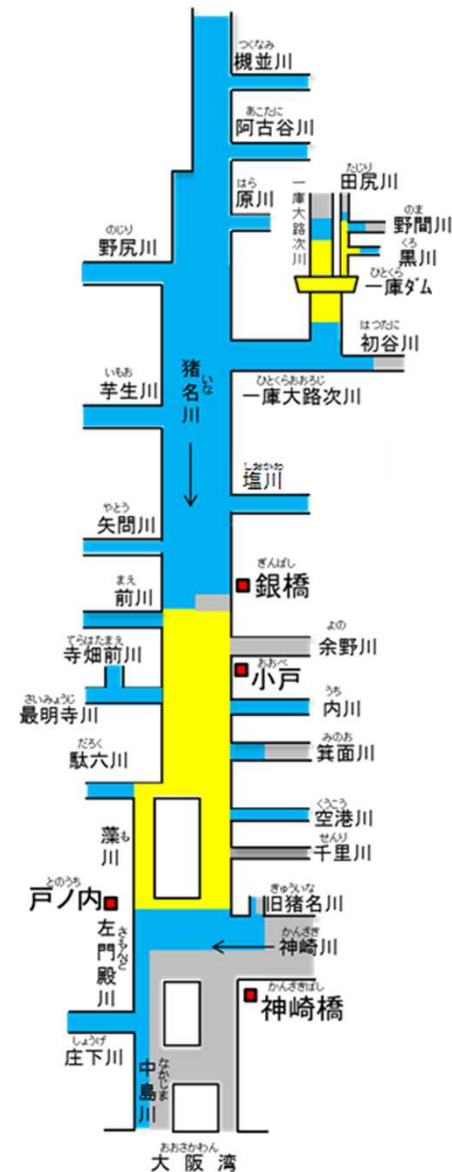 つくなみ
槻並川
あこたに
阿古谷川
はら
原川
一庫大路次川
たじり
田尻川
のま
野間川
くろ
黒川
ひとくら
一庫ダム
はつたに
初谷川
のじり
野尻川
ひとくらおおろじ
一庫大路次川
いもお
芋生川
猪名川
いな
しおかわ
塩川
やとう
矢問川
ぎんばし
銀橋
まえ
前川
よの
余野川
てらはたまえ
寺畑前川
おおべ
小戸
さいみょうじ
最明寺川
うち
内川
みのお
箕面川
だろく
駄六川
くうこう
空港川
せんり
千里川
藻川
も
とのうち
戸ノ内
きゅういな
旧猪名川
かんざき
神崎川
左門殿川
さもんど
かんざきばし
神崎橋
しょうげ
庄下川
中島川
なかじま
おおさかわん
大阪湾